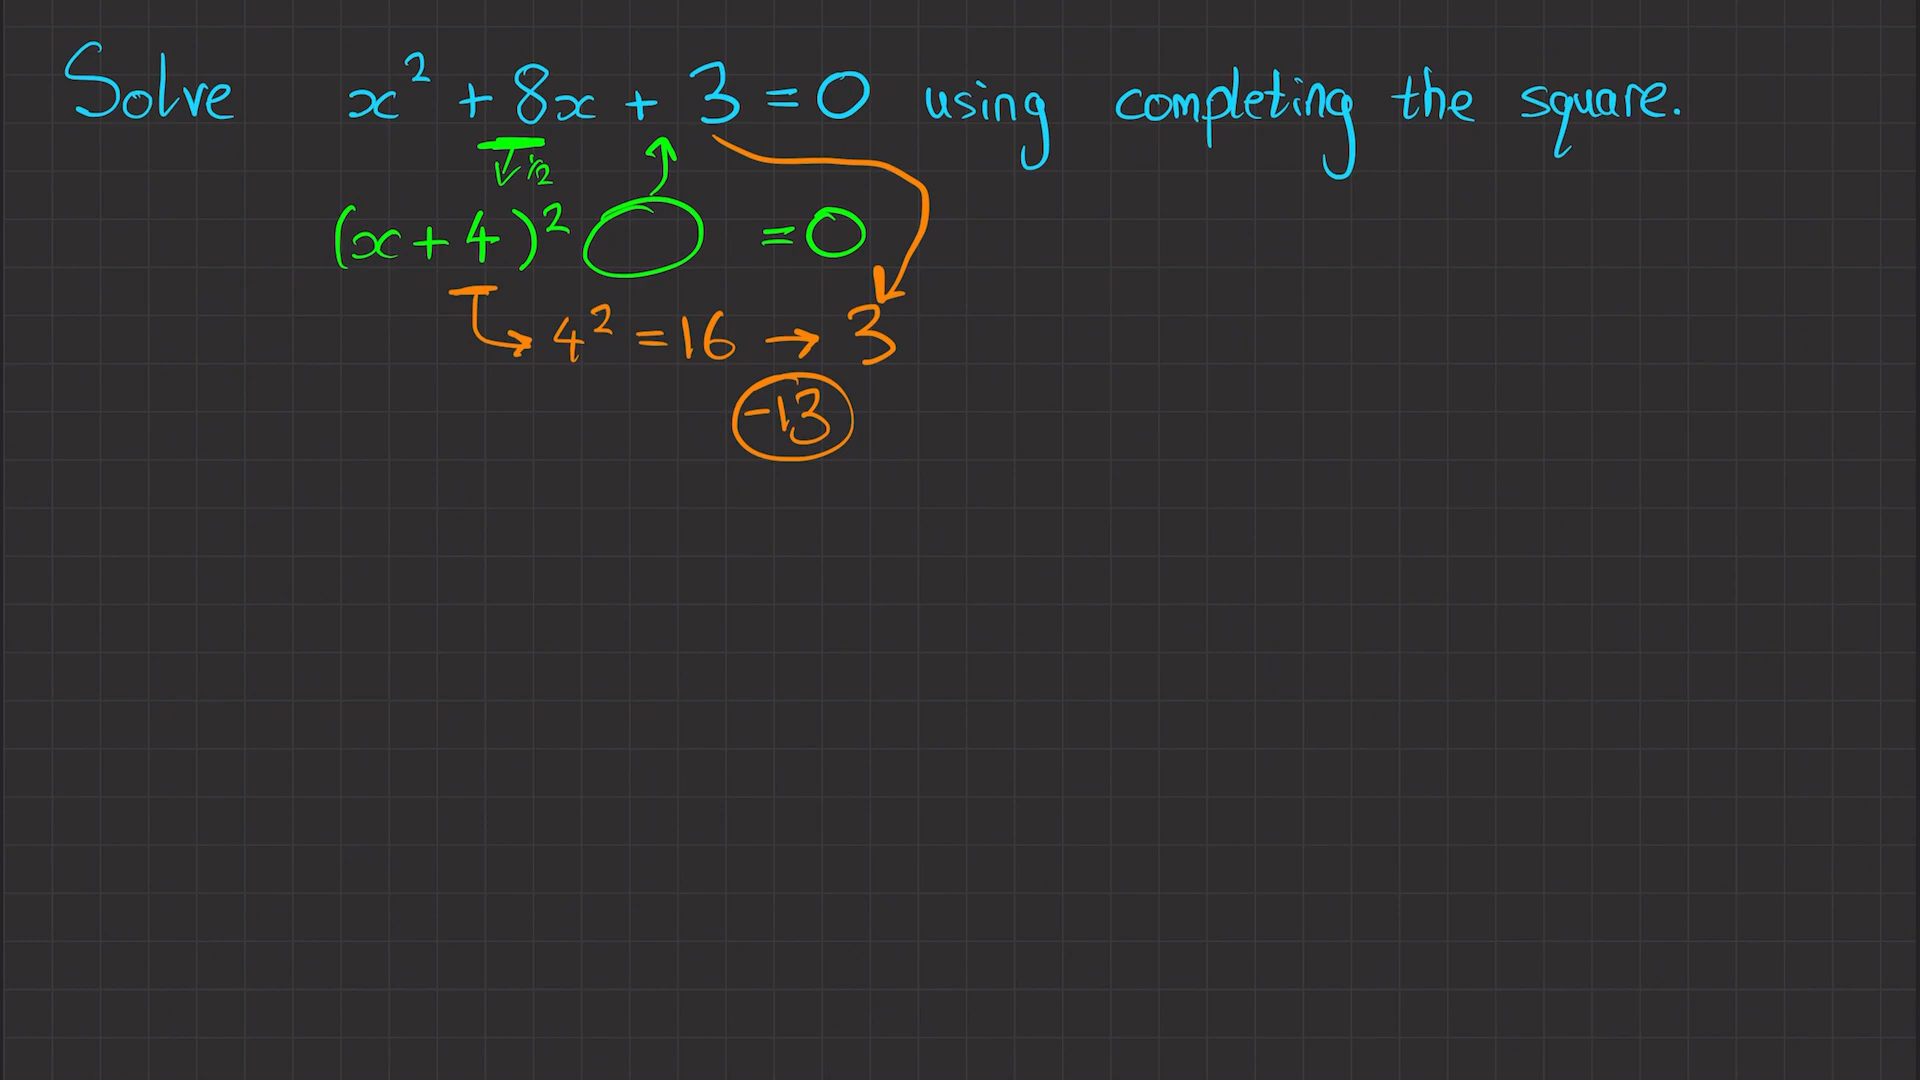 Solve x² + 8x + 3 = 0 using completing the square.
½
(x + 4)² = 0
4² = 16 → 3
-13